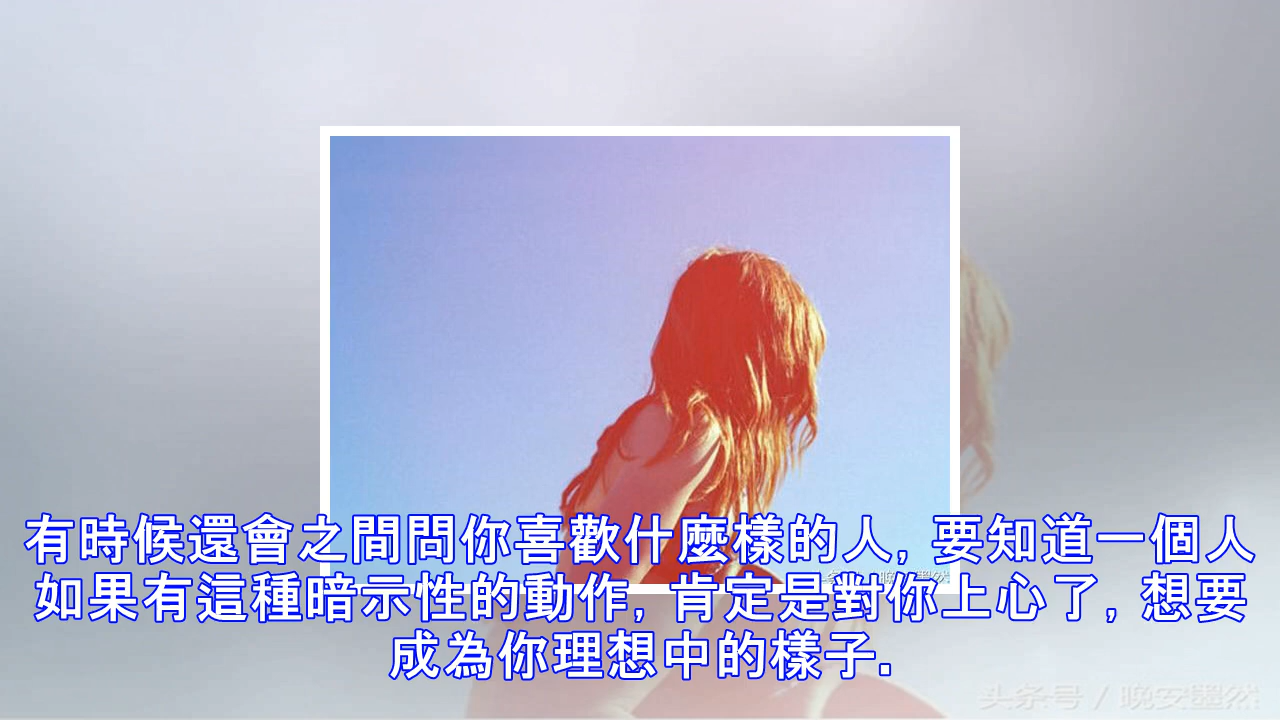 有時候還會之間問你喜歡什麼樣的人, 要知道一個人
如果有這種暗示性的動作, 肯定是對你上心了, 想要
成為你理想中的樣子.
头条号 / 晚安墨然